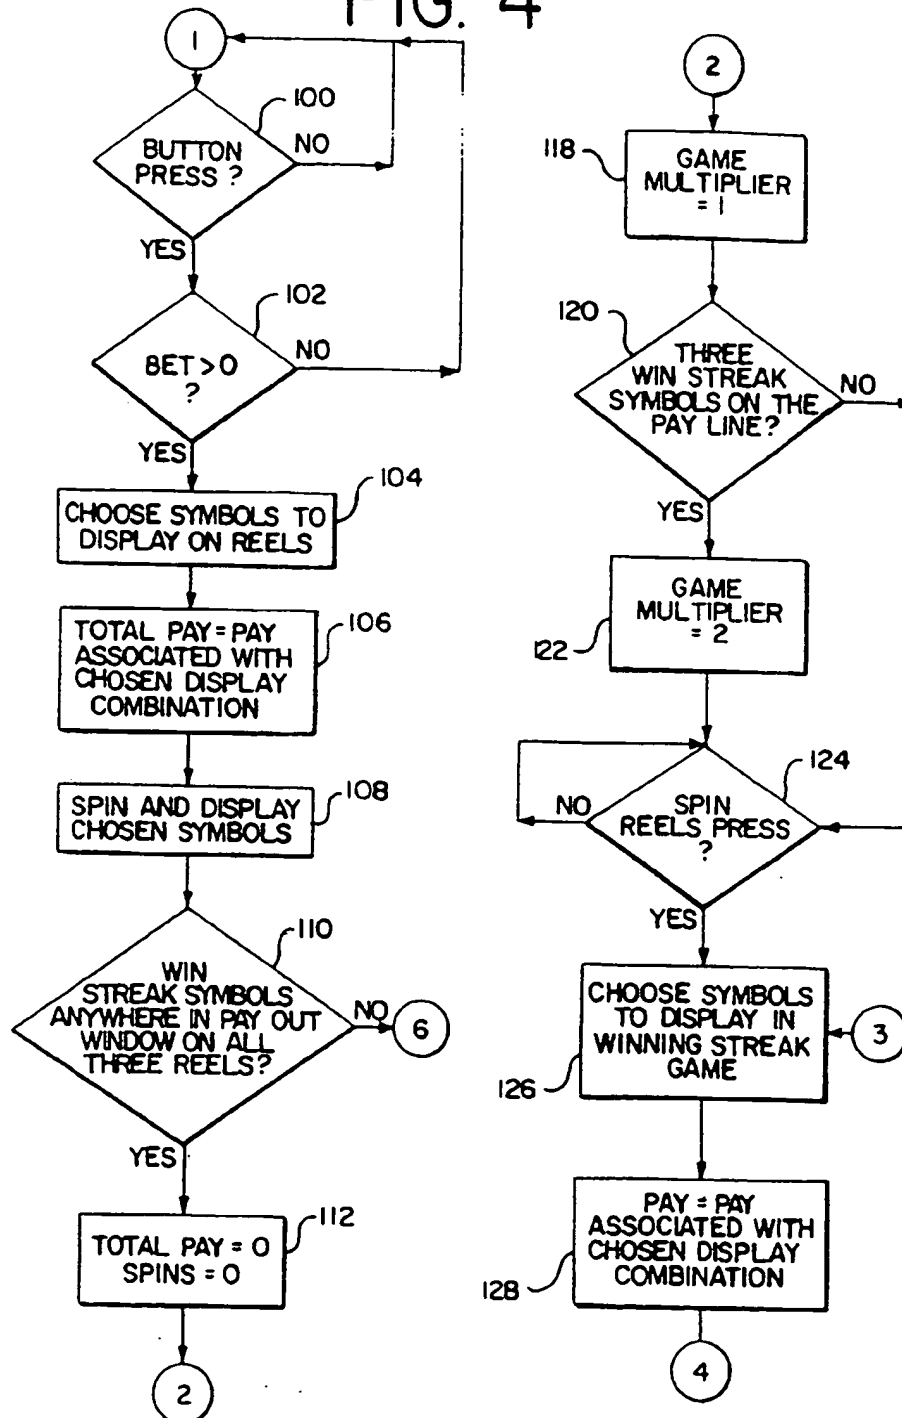 FIG. 4
1
100
BUTTON
PRESS ?
NO
YES
102
BET > 0
?
NO
YES
104
CHOOSE SYMBOLS TO
DISPLAY ON REELS
106
TOTAL PAY = PAY
ASSOCIATED WITH
CHOSEN DISPLAY
COMBINATION
108
SPIN AND DISPLAY
CHOSEN SYMBOLS
110
WIN
STREAK SYMBOLS
ANYWHERE IN PAY OUT
WINDOW ON ALL
THREE REELS?
NO
6
YES
112
TOTAL PAY = 0
SPINS = 0
2
2
118
GAME
MULTIPLIER
= 1
120
THREE
WIN STREAK
SYMBOLS ON THE
PAY LINE?
NO
YES
GAME
MULTIPLIER
= 2
122
124
SPIN
REELS PRESS
?
NO
YES
CHOOSE SYMBOLS
TO DISPLAY IN
WINNING STREAK
GAME
3
126
PAY = PAY
ASSOCIATED WITH
CHOSEN DISPLAY
COMBINATION
128
4